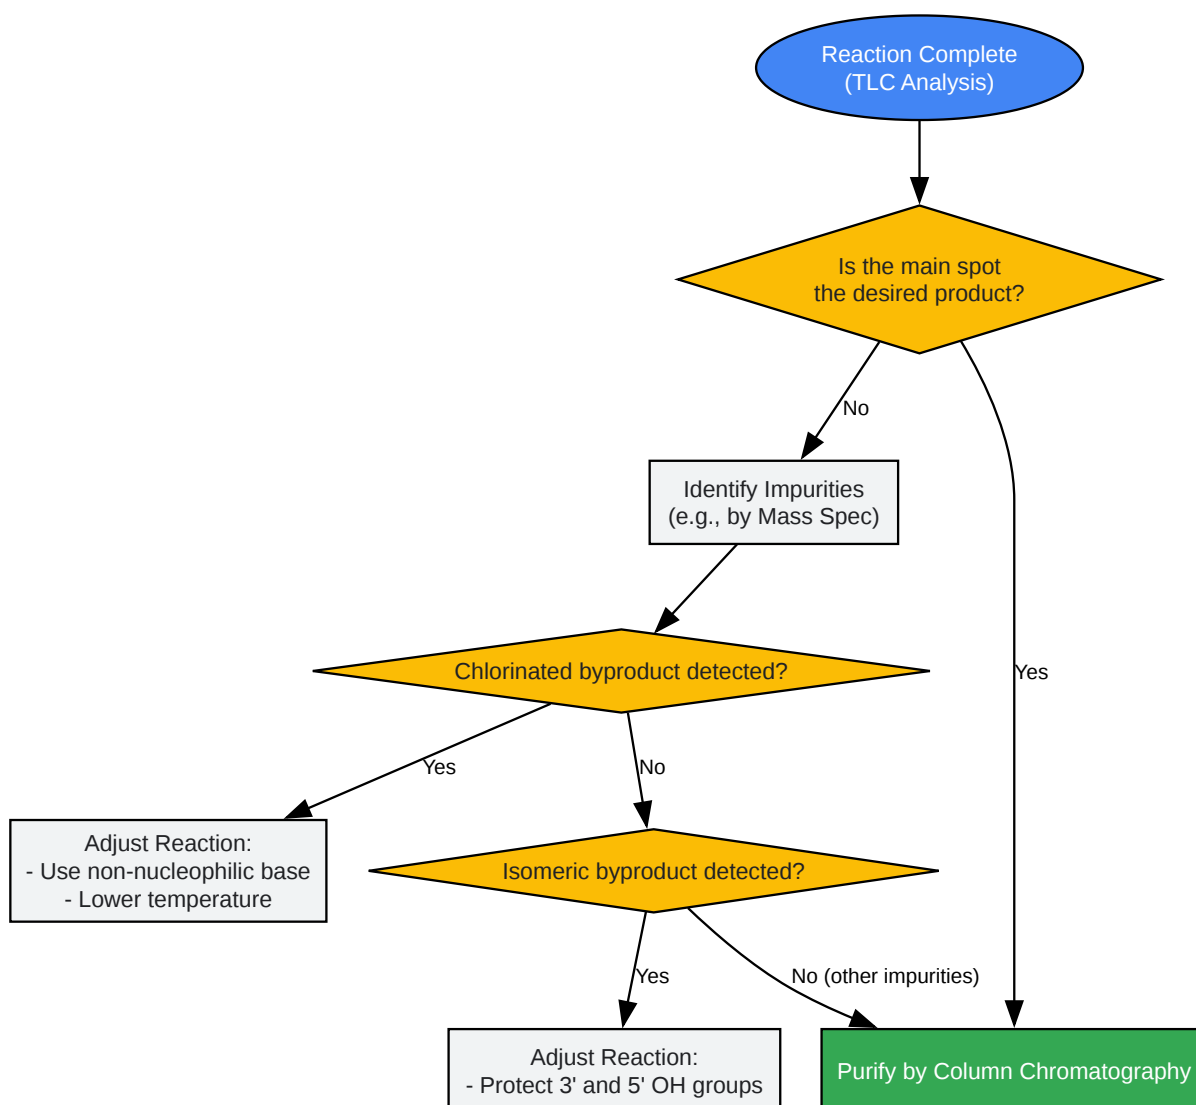 Reaction Complete
(TLC Analysis)
Is the main spot
the desired product?
No
Identify Impurities
(e.g., by Mass Spec)
Yes
Chlorinated byproduct detected?
Yes
No
Adjust Reaction:
- Use non-nucleophilic base
- Lower temperature
Isomeric byproduct detected?
Yes
No (other impurities)
Adjust Reaction:
- Protect 3' and 5' OH groups
Purify by Column Chromatography